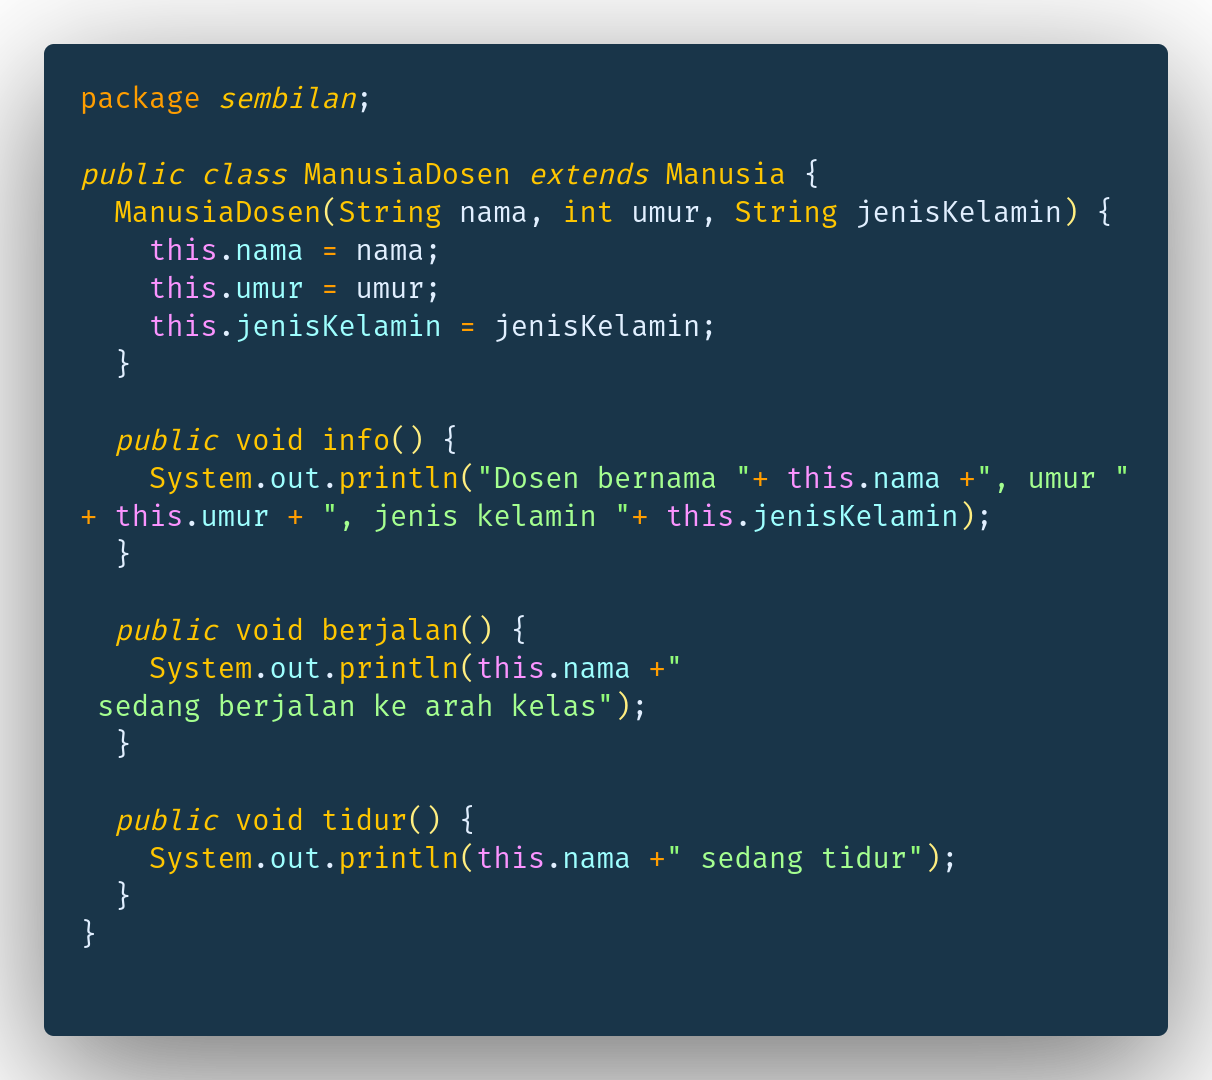 package sembilan;

public class ManusiaDosen extends Manusia {
  ManusiaDosen(String nama, int umur, String jenisKelamin) {
    this.nama = nama;
    this.umur = umur;
    this.jenisKelamin = jenisKelamin;
  }

  public void info() {
    System.out.println("Dosen bernama "+ this.nama +", umur "
+ this.umur + ", jenis kelamin "+ this.jenisKelamin);
  }

  public void berjalan() {
    System.out.println(this.nama +"
 sedang berjalan ke arah kelas");
  }

  public void tidur() {
    System.out.println(this.nama +" sedang tidur");
  }
}